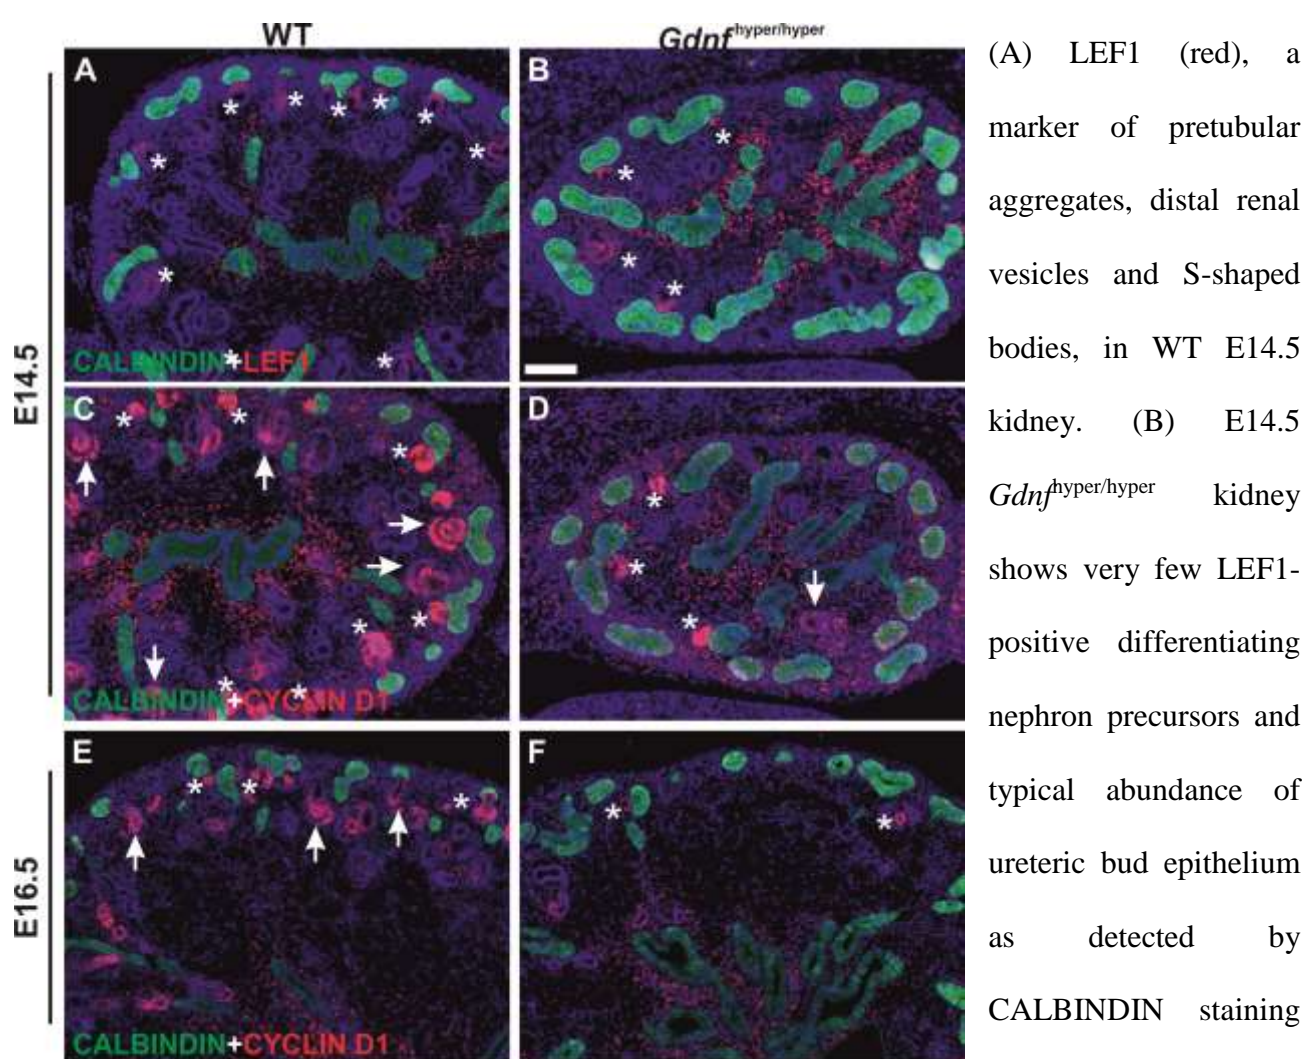 WT
Gdnf hyper/hyper
A
B
E14.5
CALBINDIN+LEF1
C
D
CALBINDIN+CYCLIN D1
E
F
E16.5
CALBINDIN+CYCLIN D1
(A) LEF1 (red), a
marker of pretubular
aggregates, distal renal
vesicles and S-shaped
bodies, in WT E14.5
kidney. (B) E14.5
Gdnf hyper/hyper kidney
shows very few LEF1-
positive differentiating
nephron precursors and
typical abundance of
ureteric bud epithelium
as detected by
CALBINDIN staining